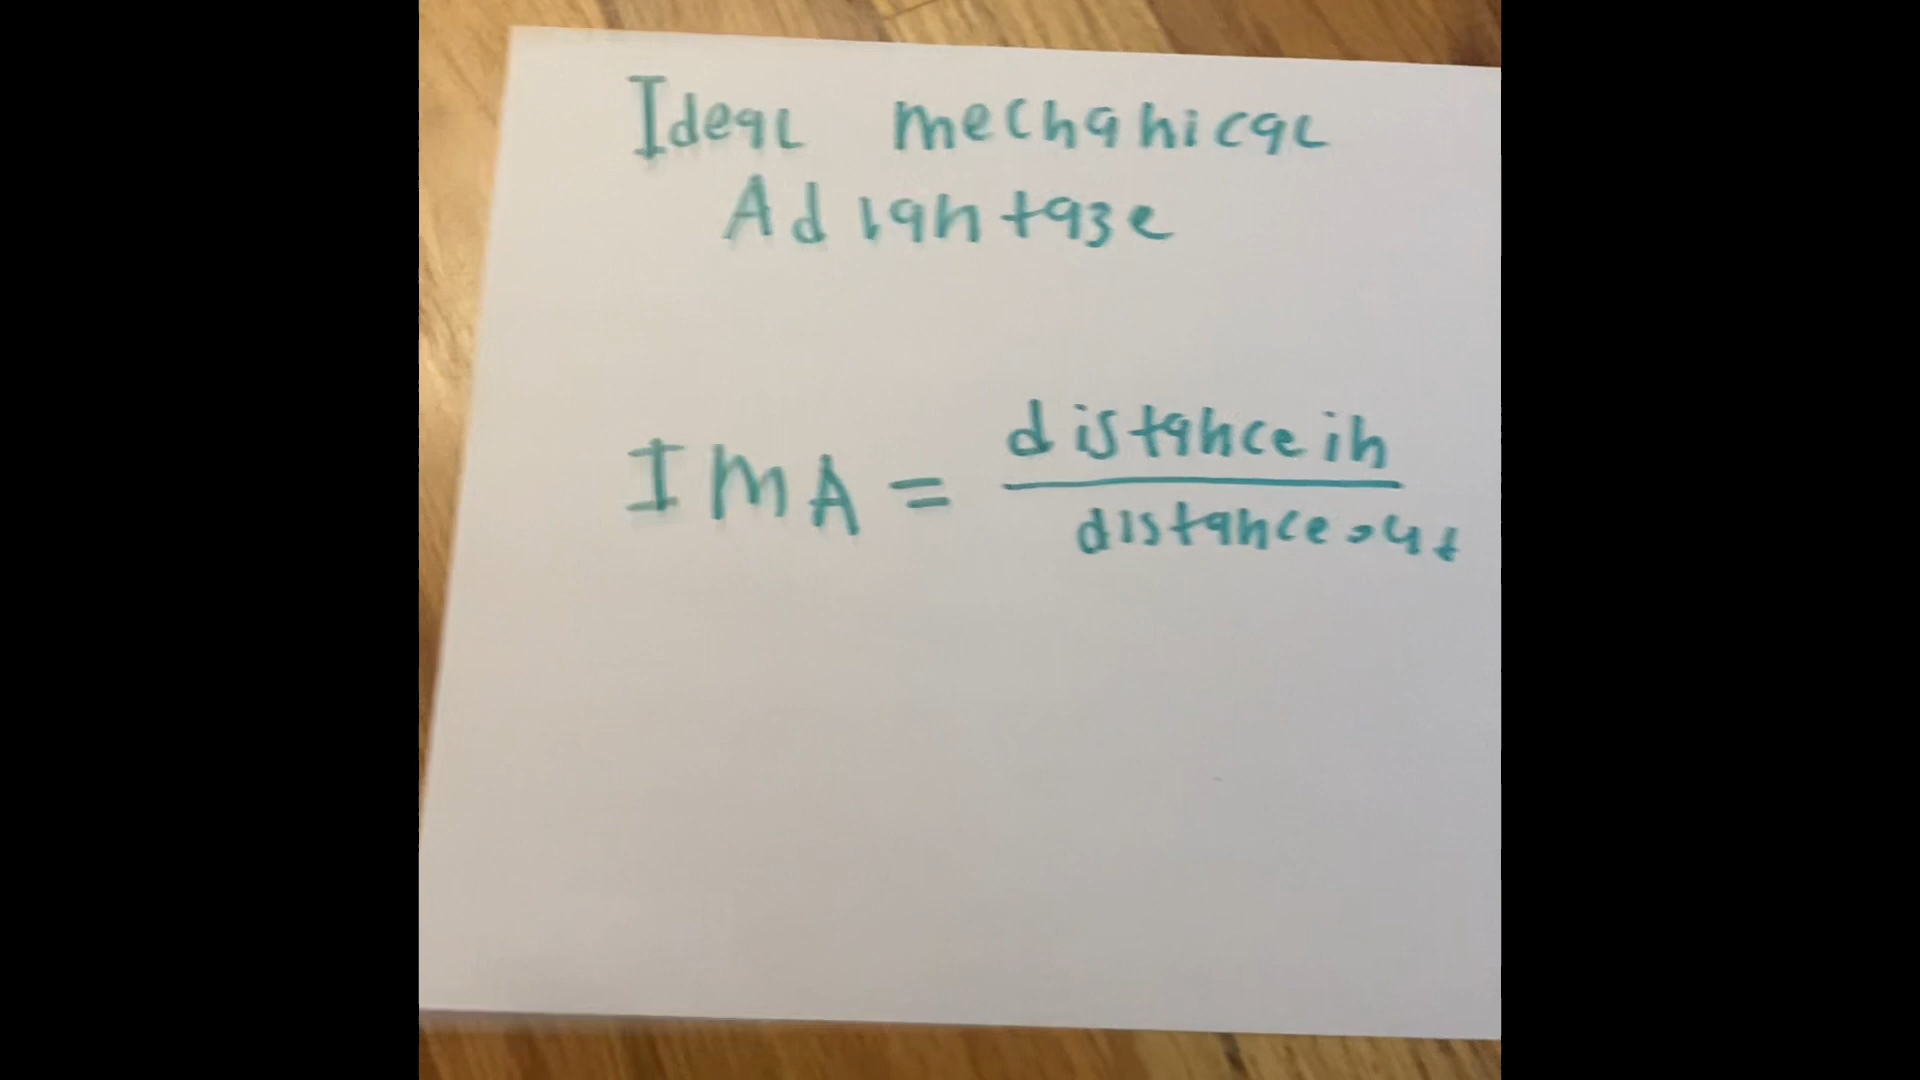 Ideal mechanical
Advantage
IMA = distance in
distance out